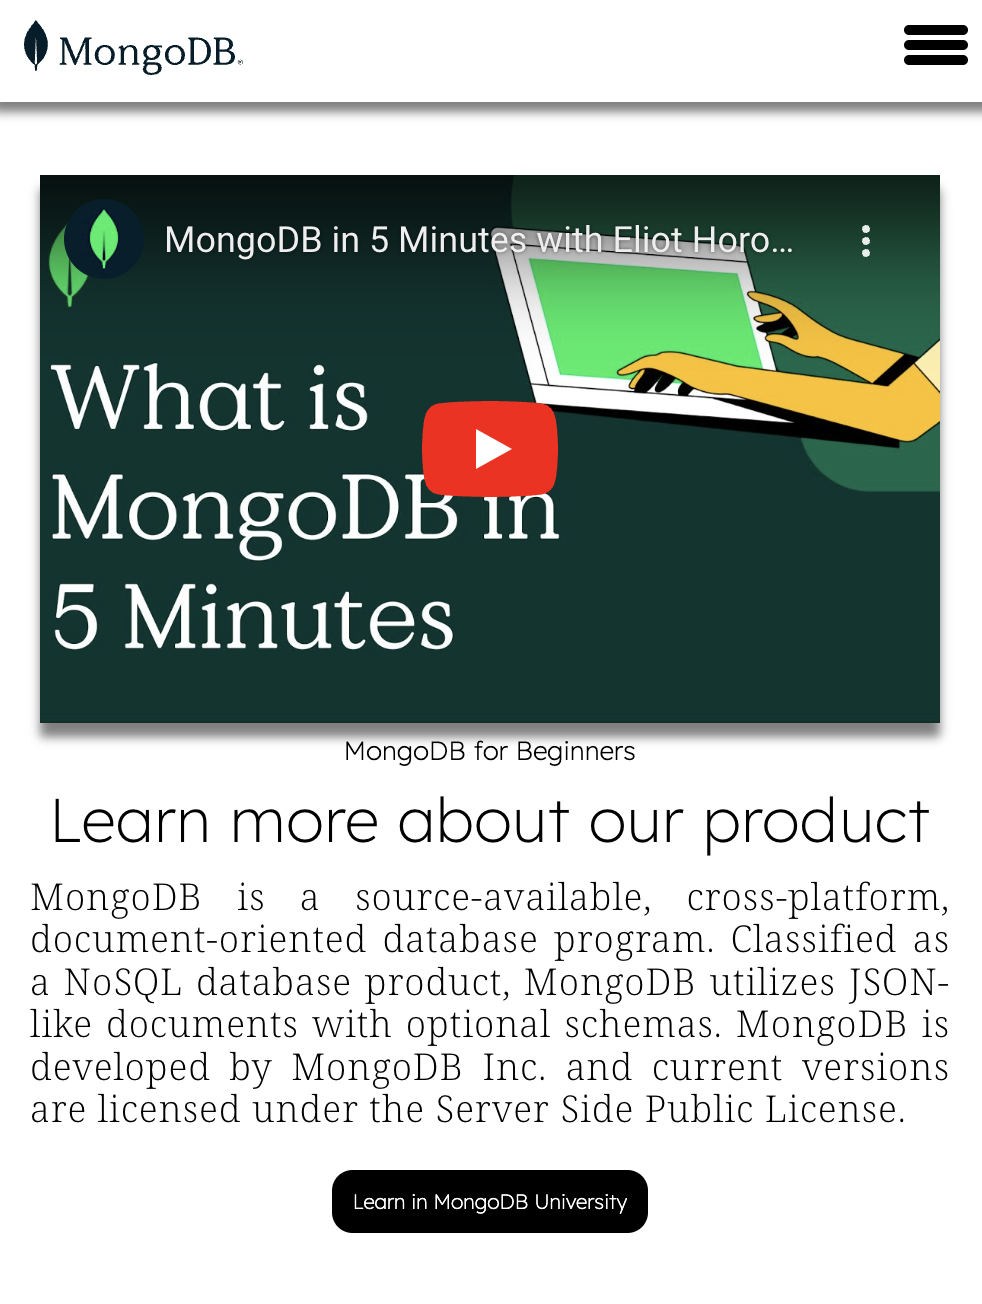 MongoDB®
MongoDB in 5 Minutes with Eliot Horo...
What is
MongoDB in
5 Minutes
MongoDB for Beginners
Learn more about our product
MongoDB is a source-available, cross-platform,
document-oriented database program. Classified as
a NoSQL database product, MongoDB utilizes JSON-
like documents with optional schemas. MongoDB is
developed by MongoDB Inc. and current versions
are licensed under the Server Side Public License.
Learn in MongoDB University